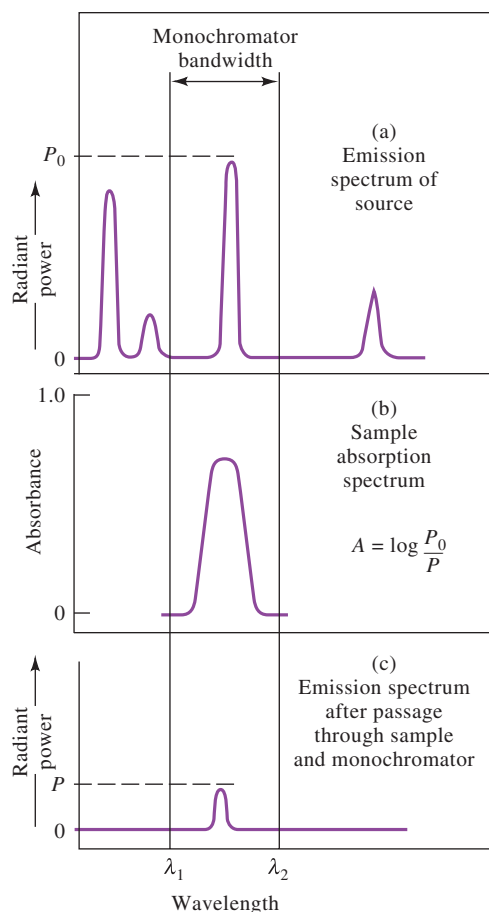 Monochromator
bandwidth
(a)
Emission
spectrum of
source
P₀
Radiant
power
0
1.0
(b)
Sample
absorption
spectrum
A = log P₀/P
Absorbance
0
(c)
Emission spectrum
after passage
through sample
and monochromator
Radiant
power
P
0
λ₁
λ₂
Wavelength